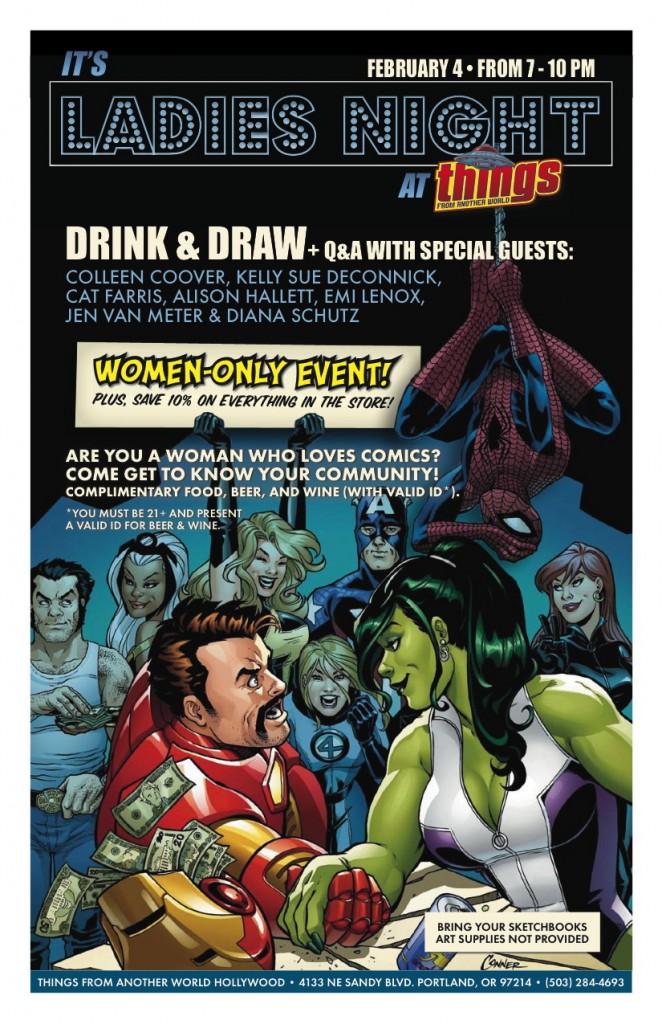 IT'S
FEBRUARY 4 • FROM 7 - 10 PM
LADIES NIGHT
AT things
FROM ANOTHER WORLD
DRINK & DRAW + Q&A WITH SPECIAL GUESTS:
COLLEEN COOVER, KELLY SUE DECONNICK,
CAT FARRIS, ALISON HALLETT, EMI LENOX,
JEN VAN METER & DIANA SCHUTZ
WOMEN-ONLY EVENT!
PLUS, SAVE 10% ON EVERYTHING IN THE STORE!
ARE YOU A WOMAN WHO LOVES COMICS?
COME GET TO KNOW YOUR COMMUNITY!
COMPLIMENTARY FOOD, BEER, AND WINE (WITH VALID ID*).
*YOU MUST BE 21+ AND PRESENT
A VALID ID FOR BEER & WINE.
A
4
20
BRING YOUR SKETCHBOOKS
ART SUPPLIES NOT PROVIDED
CONNER
THINGS FROM ANOTHER WORLD HOLLYWOOD • 4133 NE SANDY BLVD. PORTLAND, OR 97214 • (503) 284-4693